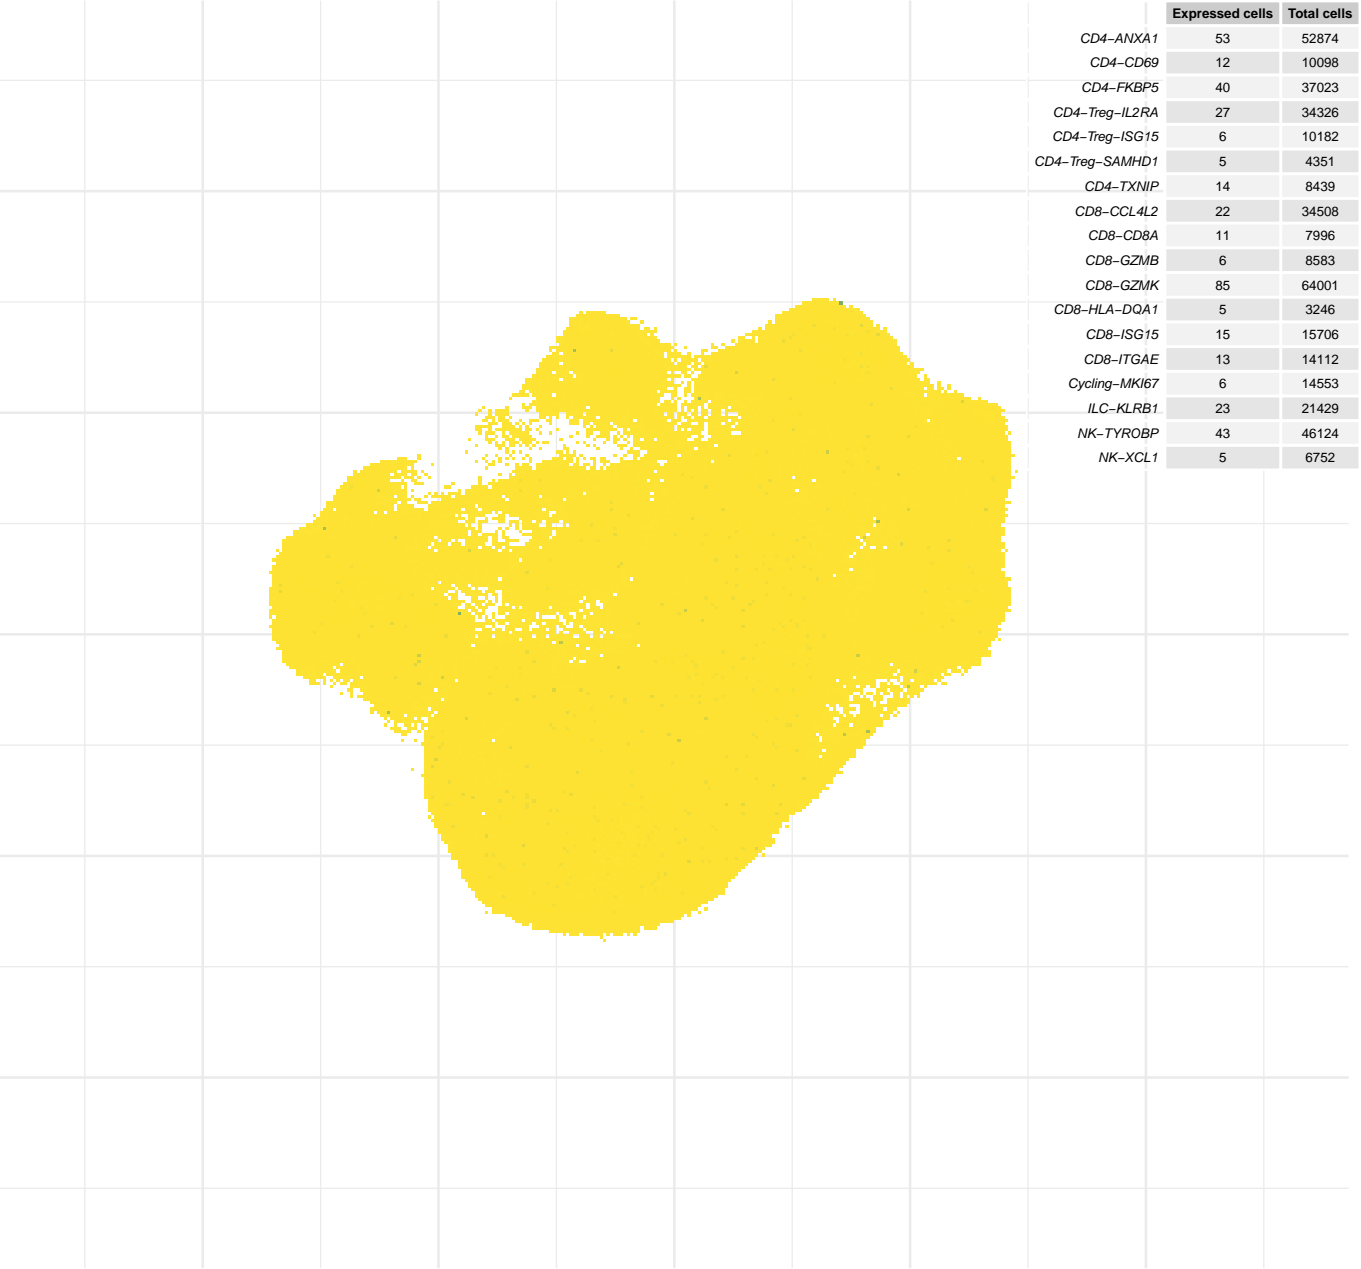 Expressed cells Total cells
CD4−ANXA1 53 52874
CD4−CD69 12 10098
CD4−FKBP5 40 37023
CD4−Treg−IL2RA 27 34326
CD4−Treg−ISG15 6 10182
CD4−Treg−SAMHD1 5 4351
CD4−TXNIP 14 8439
CD8−CCL4L2 22 34508
CD8−CD8A 11 7996
CD8−GZMB 6 8583
CD8−GZMK 85 64001
CD8−HLA−DQA1 5 3246
CD8−ISG15 15 15706
CD8−ITGAE 13 14112
Cycling−MKI67 6 14553
ILC−KLRB1 23 21429
NK−TYROBP 43 46124
NK−XCL1 5 6752